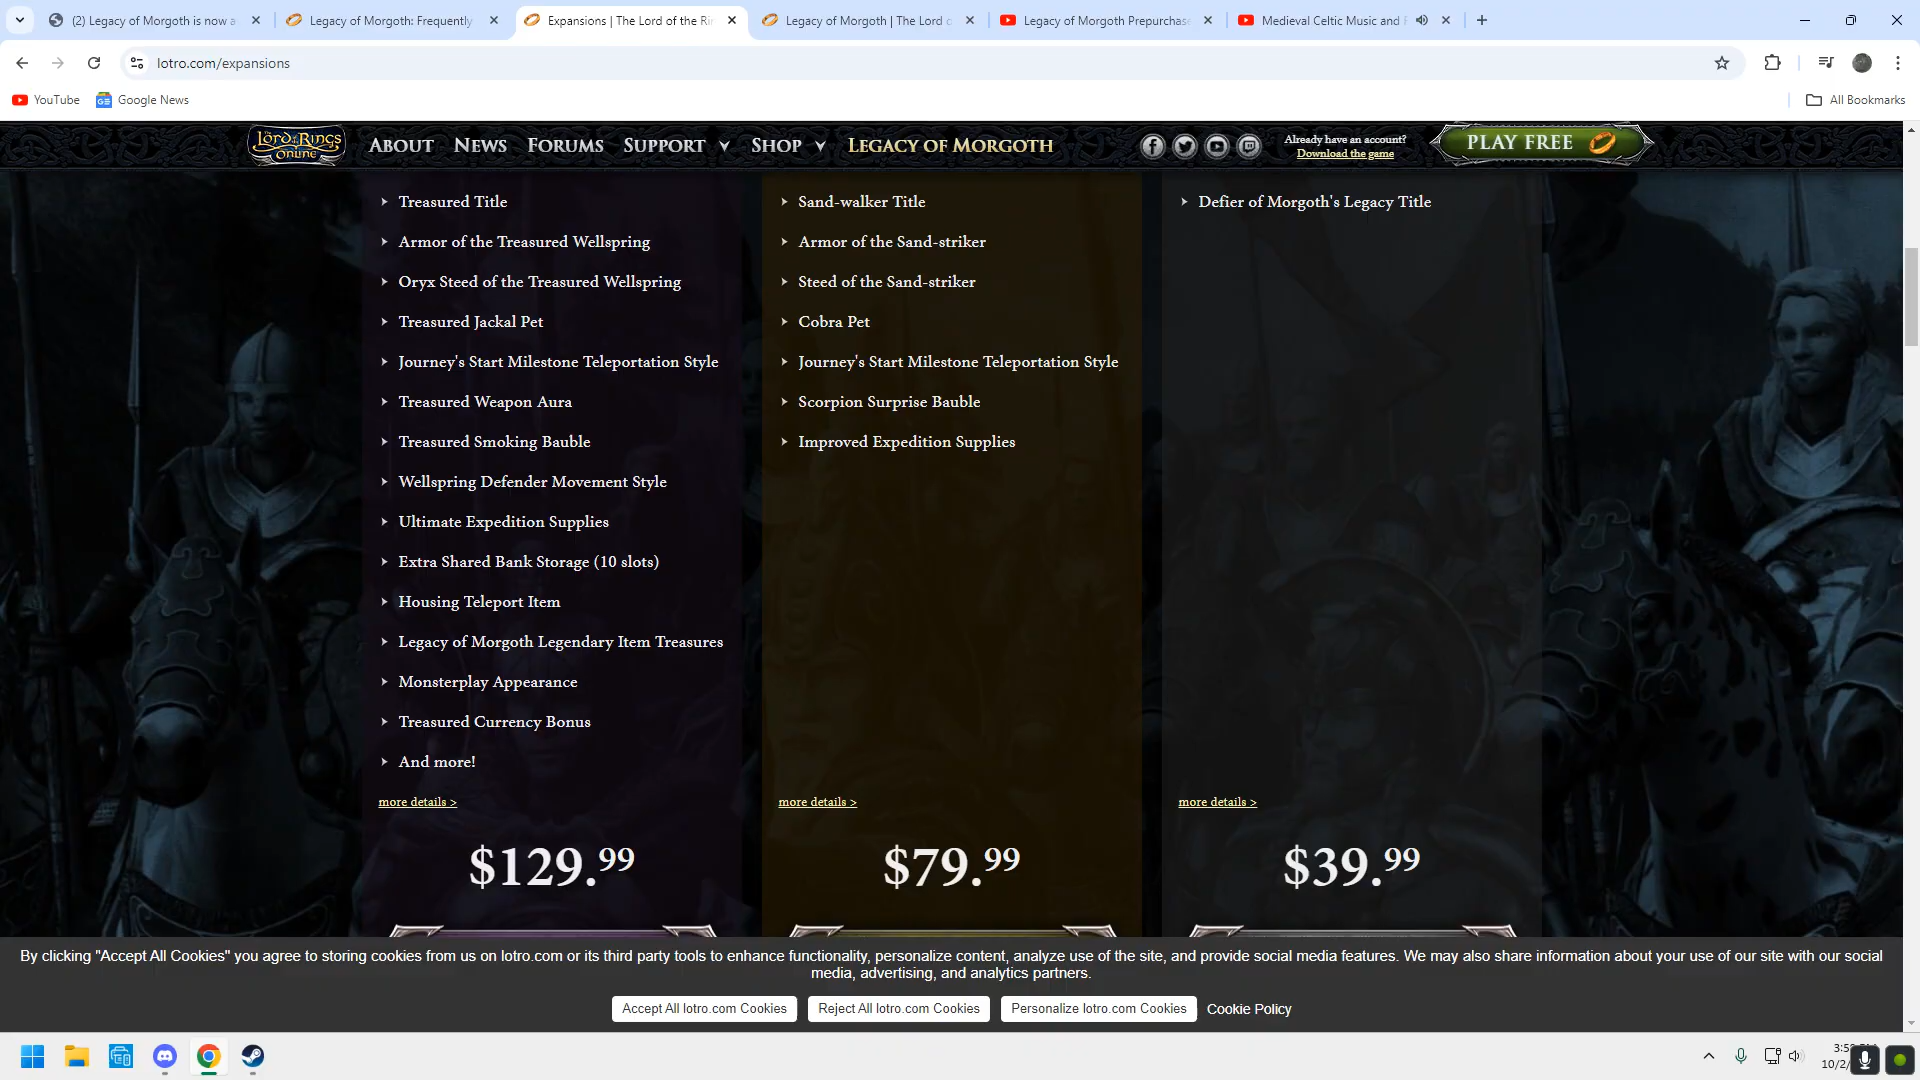 (2) Legacy of Morgoth is now a
Legacy of Morgoth: Frequently
Expansions | The Lord of the Rin
Legacy of Morgoth | The Lord o
Legacy of Morgoth Prepurchase
Medieval Celtic Music and F
lotro.com/expansions
YouTube
Google News
All Bookmarks
The Lord of the Rings Online
About
News
Forums
Support
Shop
Legacy of Morgoth
Already have an account?
Download the game
PLAY FREE
Treasured Title
Armor of the Treasured Wellspring
Oryx Steed of the Treasured Wellspring
Treasured Jackal Pet
Journey's Start Milestone Teleportation Style
Treasured Weapon Aura
Treasured Smoking Bauble
Wellspring Defender Movement Style
Ultimate Expedition Supplies
Extra Shared Bank Storage (10 slots)
Housing Teleport Item
Legacy of Morgoth Legendary Item Treasures
Monsterplay Appearance
Treasured Currency Bonus
And more!
more details >
$129.99
Sand-walker Title
Armor of the Sand-striker
Steed of the Sand-striker
Cobra Pet
Journey's Start Milestone Teleportation Style
Scorpion Surprise Bauble
Improved Expedition Supplies
more details >
$79.99
Defier of Morgoth's Legacy Title
more details >
$39.99
By clicking "Accept All Cookies" you agree to storing cookies from us on lotro.com or its third party tools to enhance functionality, personalize content, analyze use of the site, and provide social media features. We may also share information about your use of our site with our social
media, advertising, and analytics partners.
Accept All lotro.com Cookies
Reject All lotro.com Cookies
Personalize lotro.com Cookies
Cookie Policy
10/2/